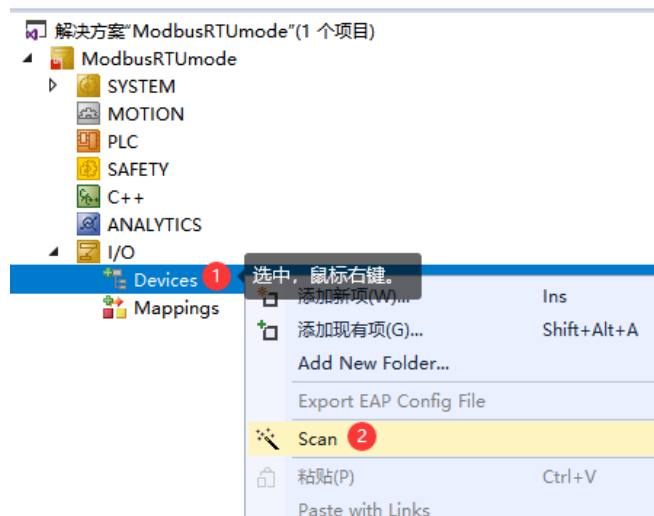 解决方案“ModbusRTUmode”(1 个项目)
ModbusRTUmode
SYSTEM
MOTION
PLC
SAFETY
C++
ANALYTICS
I/O
Devices 1 选中，鼠标右键。
Mappings
添加新项(W)... Ins
添加现有项(G)... Shift+Alt+A
Add New Folder...
Export EAP Config File
Scan 2
粘贴(P) Ctrl+V
Paste with Links